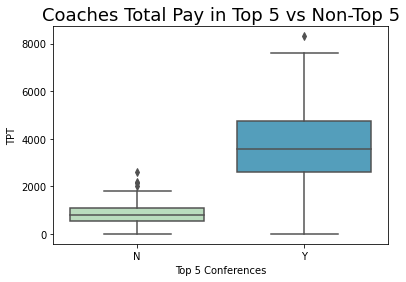 Coaches Total Pay in Top 5 vs Non-Top 5
8000
6000
4000
2000
0
TPT
N
Y
Top 5 Conferences